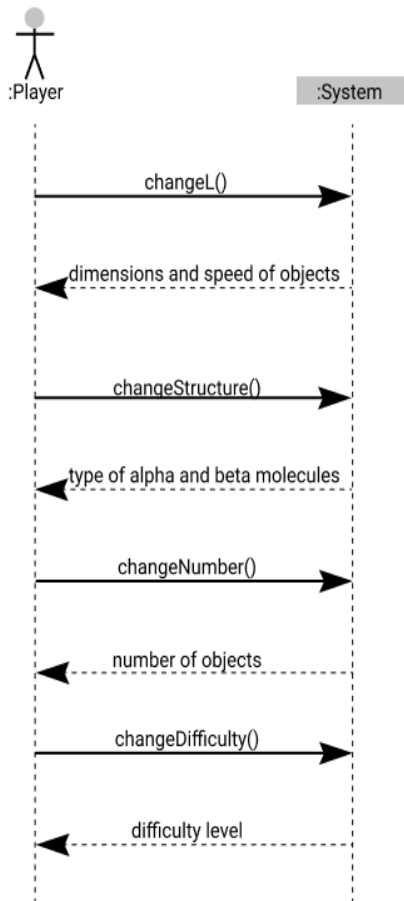 :Player
:System
changeL()
dimensions and speed of objects
changeStructure()
type of alpha and beta molecules
changeNumber()
number of objects
changeDifficulty()
difficulty level